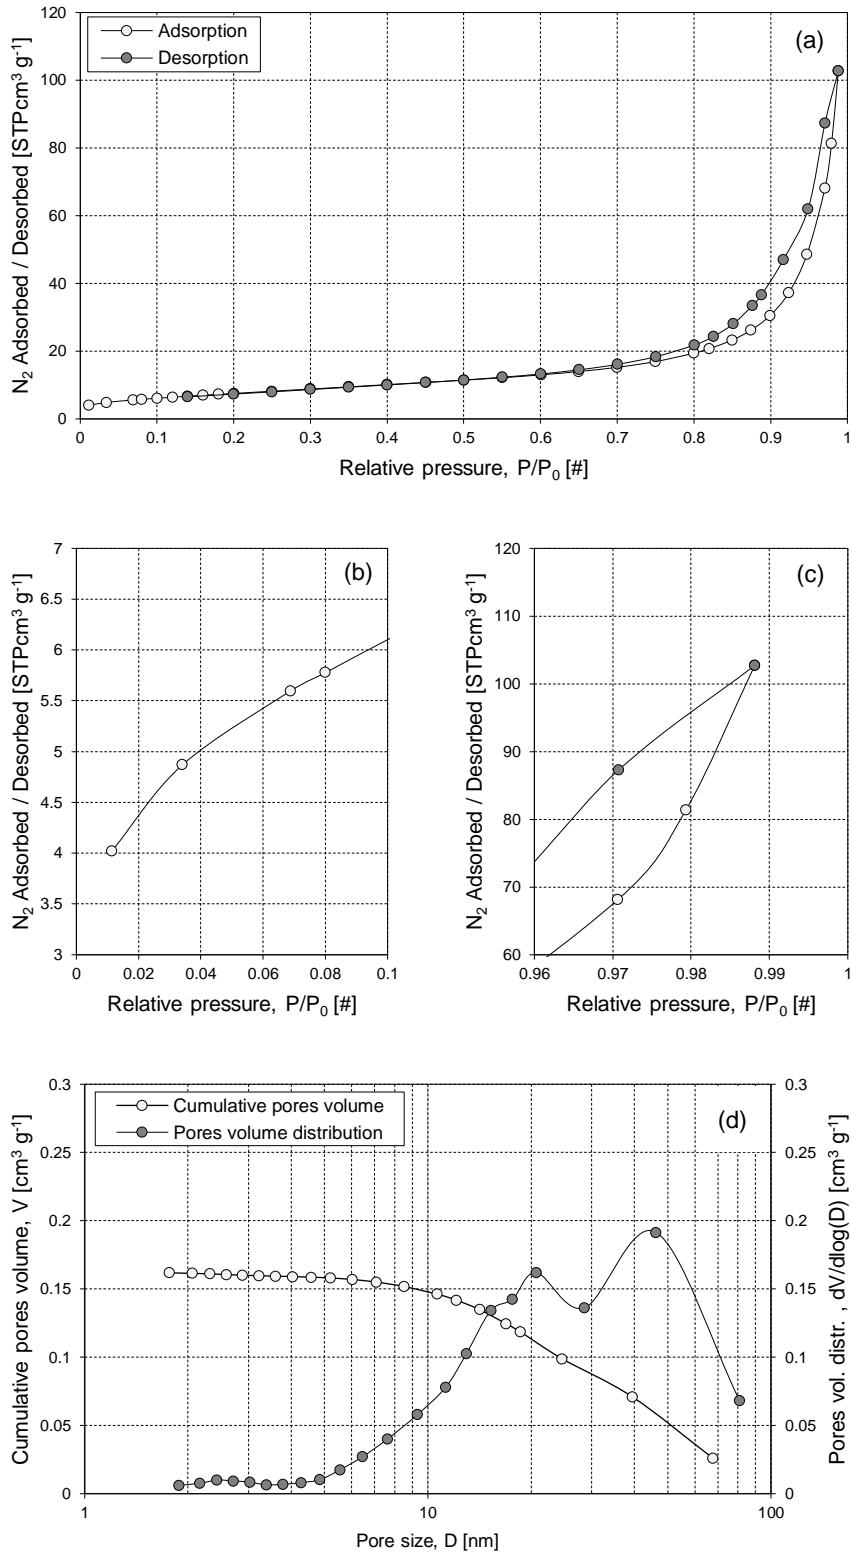 Adsorption
Desorption
(a)
120
100
80
60
40
20
0
N₂ Adsorbed / Desorbed [STPcm³ g⁻¹]
0 0.1 0.2 0.3 0.4 0.5 0.6 0.7 0.8 0.9 1
Relative pressure, P/P₀ [#]
(b)
7
6.5
6
5.5
5
4.5
4
3.5
3
N₂ Adsorbed / Desorbed [STPcm³ g⁻¹]
0 0.02 0.04 0.06 0.08 0.1
Relative pressure, P/P₀ [#]
(c)
120
110
100
90
80
70
60
N₂ Adsorbed / Desorbed [STPcm³ g⁻¹]
0.96 0.97 0.98 0.99 1
Relative pressure, P/P₀ [#]
Cumulative pores volume
Pores volume distribution
(d)
0.3
0.25
0.2
0.15
0.1
0.05
0
Cumulative pores volume, V [cm³ g⁻¹]
0.3
0.25
0.2
0.15
0.1
0.05
0
Pores vol. distr. , dV/dlog(D) [cm³ g⁻¹]
1 10 100
Pore size, D [nm]